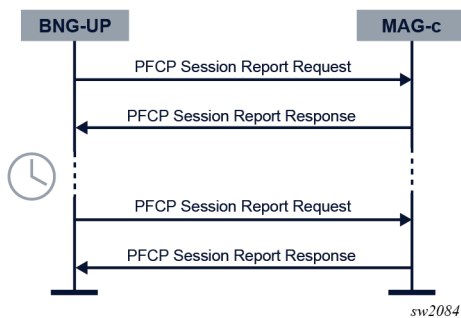 BNG-UP
MAG-c
PFCP Session Report Request
PFCP Session Report Response
PFCP Session Report Request
PFCP Session Report Response
sw2084